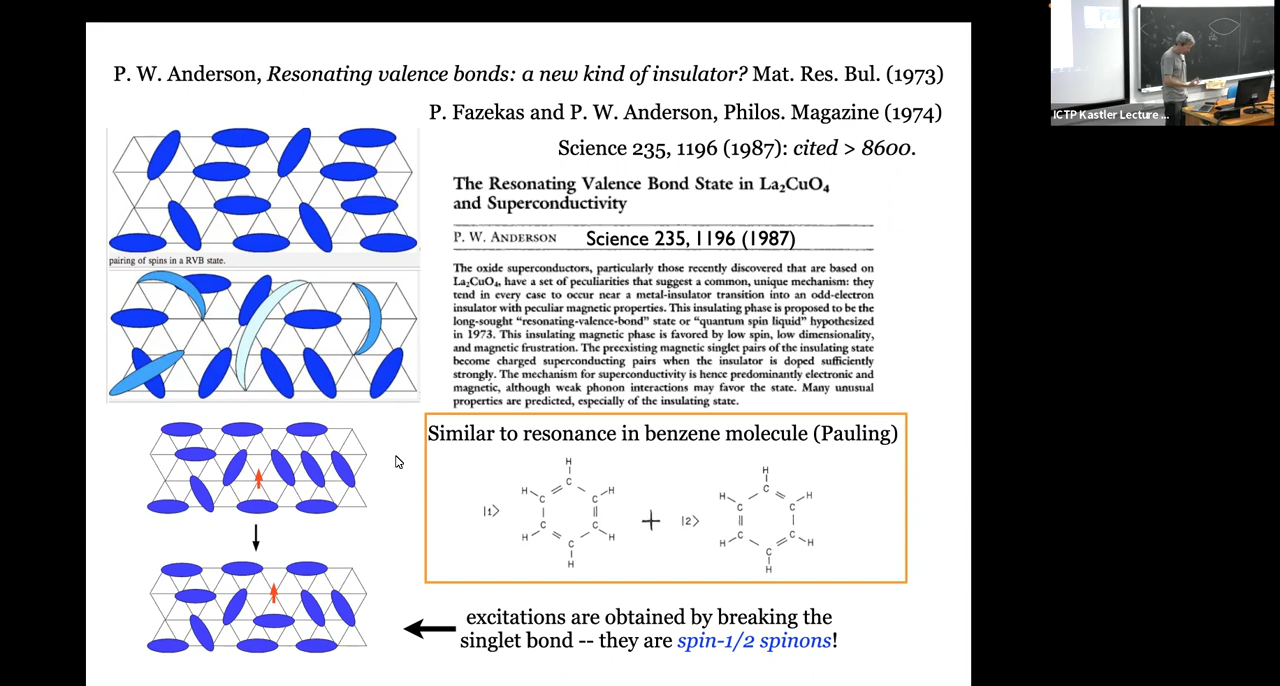 P. W. Anderson, Resonating valence bonds: a new kind of insulator? Mat. Res. Bul. (1973)
P. Fazekas and P. W. Anderson, Philos. Magazine (1974)
Science 235, 1196 (1987): cited > 8600.
The Resonating Valence Bond State in La₂CuO₄
and Superconductivity
P. W. ANDERSON Science 235, 1196 (1987)
The oxide superconductors, particularly those recently discovered that are based on
La₂CuO₄, have a set of peculiarities that suggest a common, unique mechanism: they
tend in every case to occur near a metal-insulator transition into an odd-electron
insulator with peculiar magnetic properties. This insulating phase is proposed to be the
long-sought “resonating-valence-bond” state or “quantum spin liquid” hypothesized
in 1973. This insulating magnetic phase is favored by low spin, low dimensionality,
and magnetic frustration. The preexisting magnetic singlet pairs of the insulating state
become charged superconducting pairs when the insulator is doped sufficiently
strongly. The mechanism for superconductivity is hence predominantly electronic and
magnetic, although weak phonon interactions may favor the state. Many unusual
properties are predicted, especially of the insulating state.
pairing of spins in a RVB state.
Similar to resonance in benzene molecule (Pauling)
H
H C H
C C
|1>
C C
H C H
H
+
H
H C H
C C
|2>
C C
H C H
H
excitations are obtained by breaking the
singlet bond -- they are spin-1/2 spinons!
ICTP Kastler Lecture ...